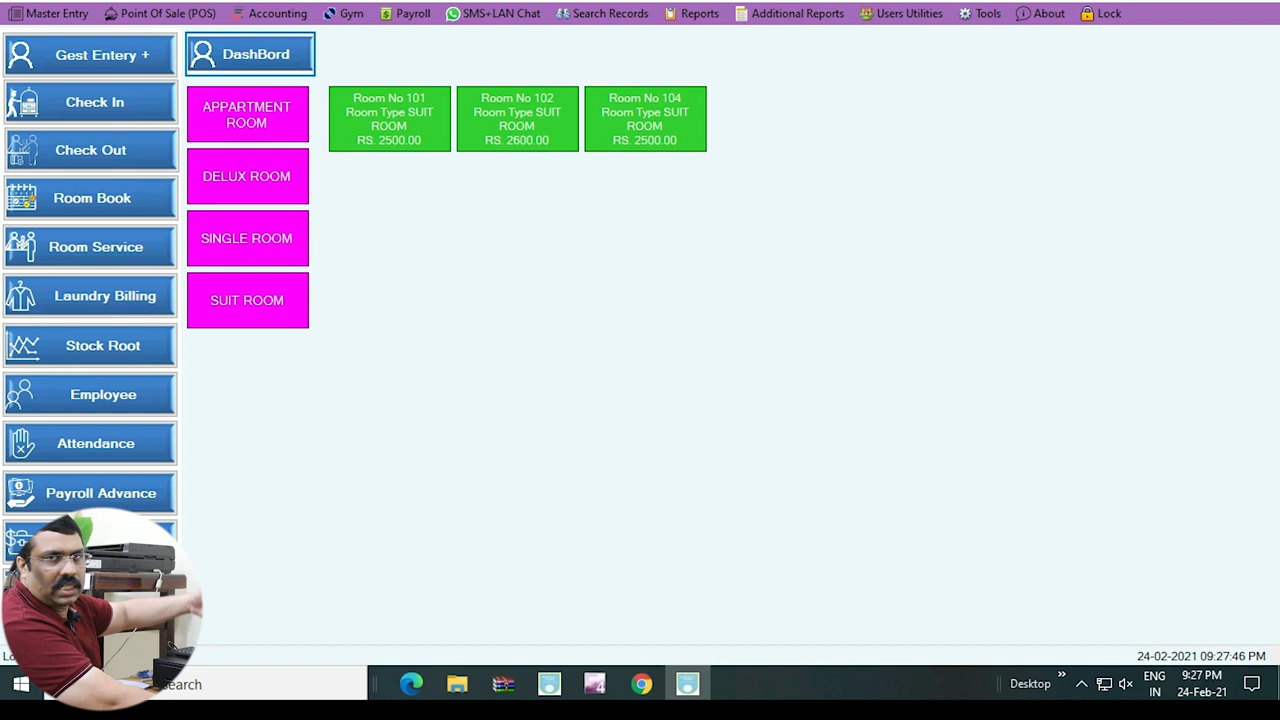 Master Entry
Point Of Sale (POS)
Accounting
Gym
Payroll
SMS+LAN Chat
Search Records
Reports
Additional Reports
Users Utilities
Tools
About
Lock
Gest Entery +
DashBord
Check In
Check Out
Room Book
Room Service
Laundry Billing
Stock Root
Employee
Attendance
Payroll Advance
APPARTMENT
ROOM
DELUX ROOM
SINGLE ROOM
SUIT ROOM
Room No 101
Room Type SUIT
ROOM
RS. 2500.00
Room No 102
Room Type SUIT
ROOM
RS. 2600.00
Room No 104
Room Type SUIT
ROOM
RS. 2500.00
24-02-2021 09:27:46 PM
Desktop
ENG
IN
9:27 PM
24-Feb-21